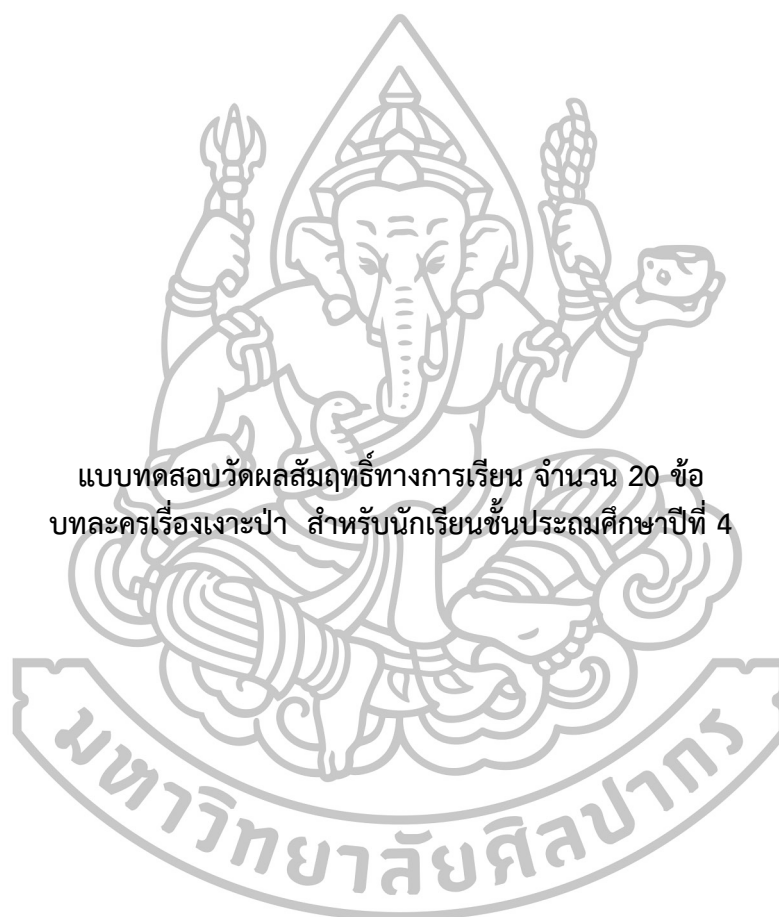 แบบทดสอบวัดผลสัมฤทธิ์ทางการเรียน จำนวน 20 ข้อ
บทละครเรื่องเงาะป่า สำหรับนักเรียนชั้นประถมศึกษาปีที่ 4
มหาวิทยาลัยศิลปากร